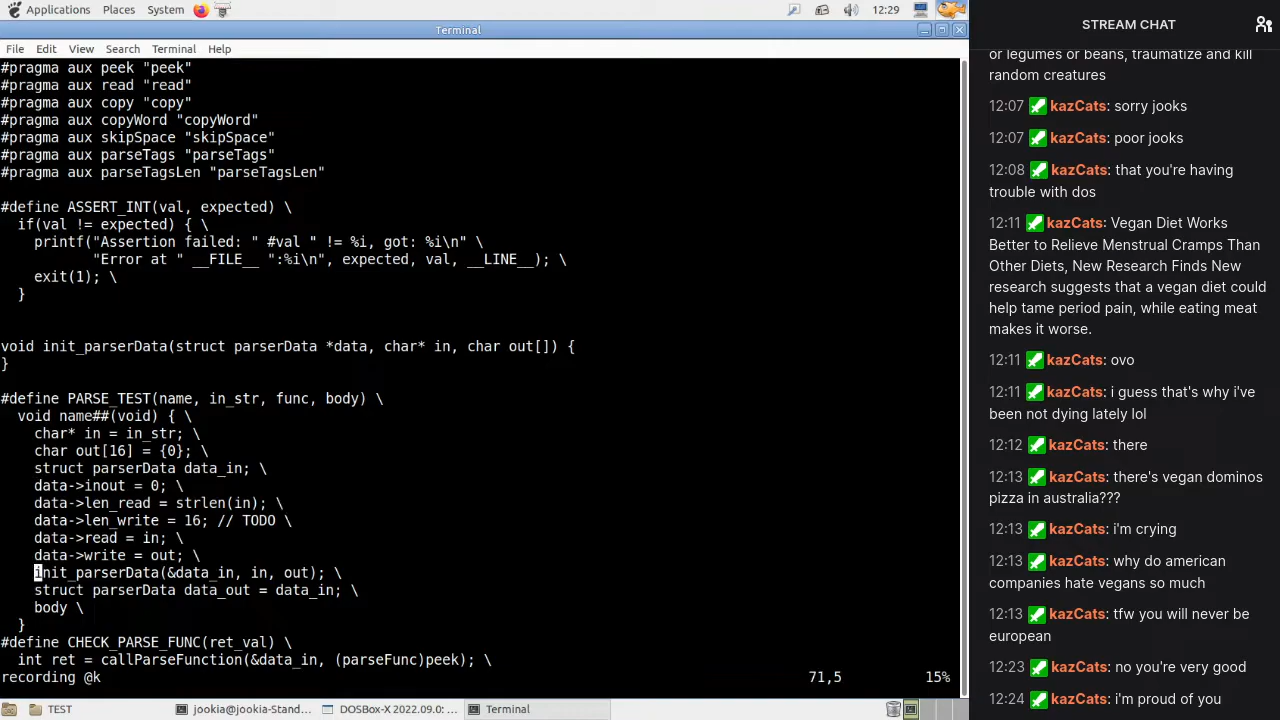 Applications Places System 12:29
Terminal
File Edit View Search Terminal Help
#pragma aux peek "peek"
#pragma aux read "read"
#pragma aux copy "copy"
#pragma aux copyWord "copyWord"
#pragma aux skipSpace "skipSpace"
#pragma aux parseTags "parseTags"
#pragma aux parseTagsLen "parseTagsLen"
#define ASSERT_INT(val, expected) \
if(val != expected) { \
printf("Assertion failed: " #val " != %i, got: %i\n" \
"Error at " __FILE__ ":%i\n", expected, val, __LINE__); \
exit(1); \
}
void init_parserData(struct parserData *data, char* in, char out[]) {
}
#define PARSE_TEST(name, in_str, func, body) \
void name##(void) { \
char* in = in_str; \
char out[16] = {0}; \
struct parserData data_in; \
data->inout = 0; \
data->len_read = strlen(in); \
data->len_write = 16; // TODO \
data->read = in; \
data->write = out; \
init_parserData(&data_in, in, out); \
struct parserData data_out = data_in; \
body \
}
#define CHECK_PARSE_FUNC(ret_val) \
int ret = callParseFunction(&data_in, (parseFunc)peek); \
recording @k 71,5 15%
TEST jookia@jookia-Stand... DOSBox-X 2022.09.0: ... Terminal
STREAM CHAT
or legumes or beans, traumatize and kill
random creatures
12:07 kazCats: sorry jooks
12:07 kazCats: poor jooks
12:08 kazCats: that you're having
trouble with dos
12:11 kazCats: Vegan Diet Works
Better to Relieve Menstrual Cramps Than
Other Diets, New Research Finds New
research suggests that a vegan diet could
help tame period pain, while eating meat
makes it worse.
12:11 kazCats: ovo
12:11 kazCats: i guess that's why i've
been not dying lately lol
12:12 kazCats: there
12:13 kazCats: there's vegan dominos
pizza in australia???
12:13 kazCats: i'm crying
12:13 kazCats: why do american
companies hate vegans so much
12:13 kazCats: tfw you will never be
european
12:23 kazCats: no you're very good
12:24 kazCats: i'm proud of you